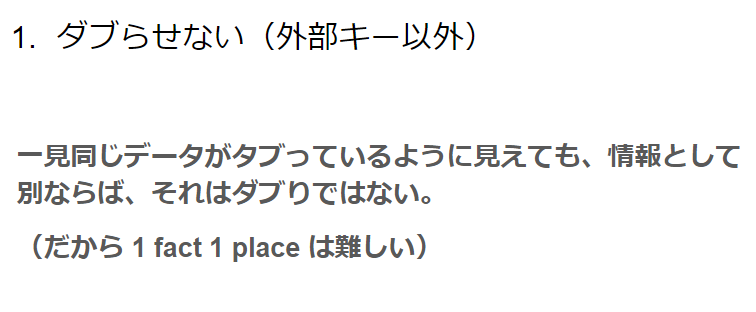 1. ダブらせない（外部キー以外）
一見同じデータがタブっているように見えても、情報として
別ならば、それはダブりではない。
（だから 1 fact 1 place は難しい）